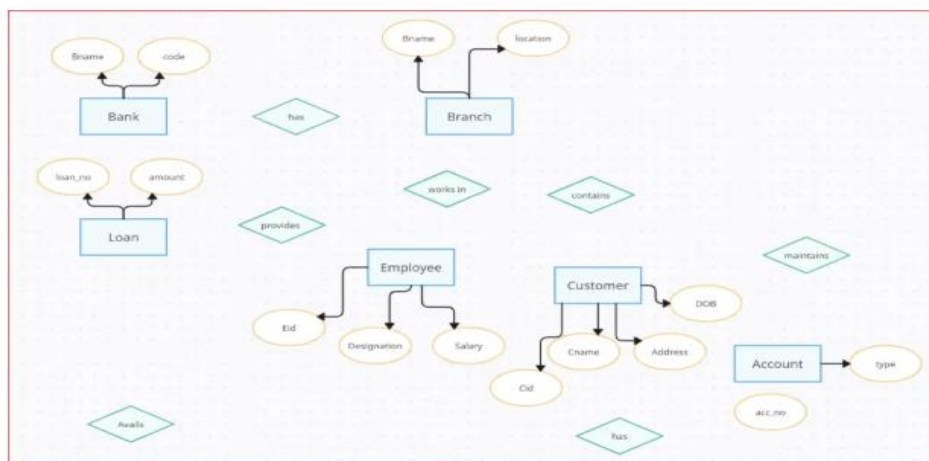 Bname
code
Bname
location
Bank
has
Branch
loan_no
amount
works in
contains
Loan
provides
Employee
maintains
Customer
DOB
Eid
Designation
Salary
Cname
Address
Account
type
Cid
acc_no
Avails
has